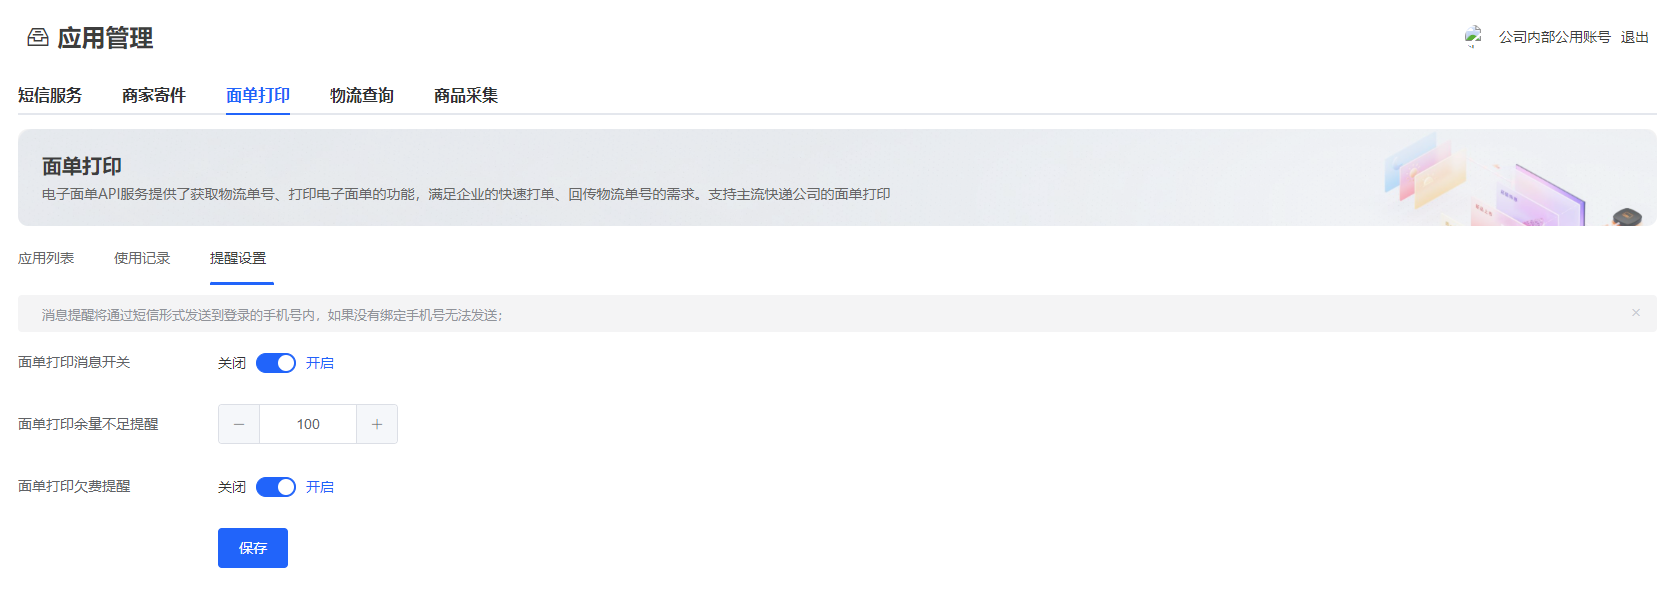 应用管理
公司内部公用账号 退出
短信服务 商家寄件 面单打印 物流查询 商品采集
面单打印
电子面单API服务提供了获取物流单号、打印电子面单的功能，满足企业的快速打单、回传物流单号的需求。支持主流快递公司的面单打印
应用列表 使用记录 提醒设置
消息提醒将通过短信形式发送到登录的手机号内，如果没有绑定手机号无法发送；
面单打印消息开关 关闭 开启
面单打印余量不足提醒 100
面单打印欠费提醒 关闭 开启
保存